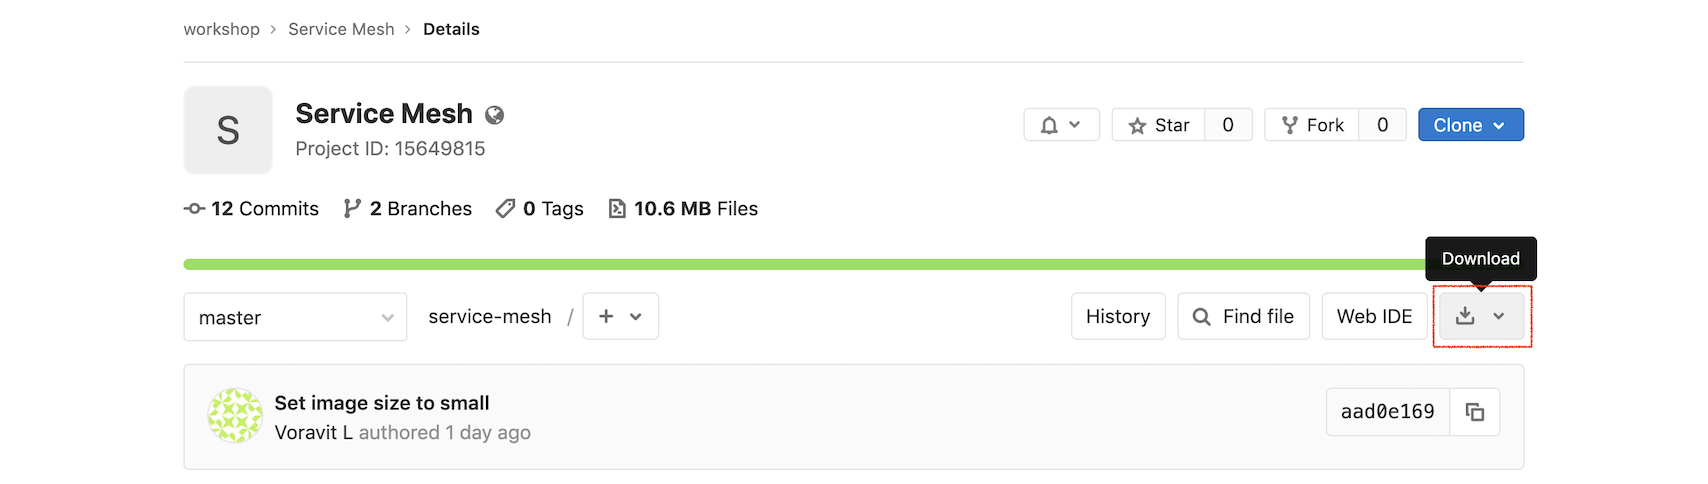 workshop > Service Mesh > Details
S
Service Mesh
Project ID: 15649815
Star 0
Fork 0
Clone
12 Commits 2 Branches 0 Tags 10.6 MB Files
Download
master
service-mesh / +
History
Find file
Web IDE
Set image size to small
Voravit L authored 1 day ago
aad0e169